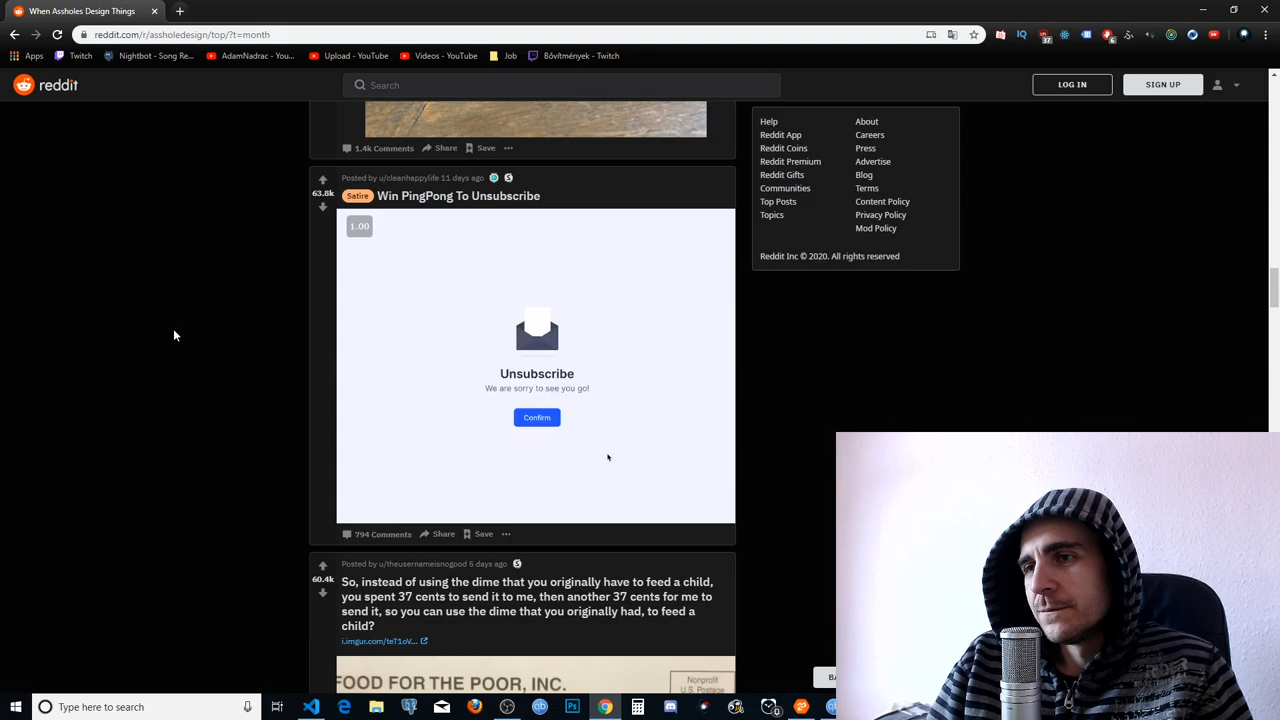 When Assholes Design Things
reddit.com/r/assholedesign/top/?t=month
37
6
Apps
Twitch
Nightbot - Song Re...
AdamNadrac - You...
Upload - YouTube
Videos - YouTube
Job
Bővítmények - Twitch
reddit
Search
LOG IN
SIGN UP
1.4k Comments
Share
Save
Help
About
Reddit App
Careers
Reddit Coins
Press
Reddit Premium
Advertise
Reddit Gifts
Blog
Communities
Terms
Top Posts
Content Policy
Topics
Privacy Policy
Mod Policy
Reddit Inc © 2020. All rights reserved
Posted by u/cleanhappylife 11 days ago
63.8k
Satire
Win PingPong To Unsubscribe
1.00
Unsubscribe
We are sorry to see you go!
Confirm
794 Comments
Share
Save
Posted by u/theusernameisnogood 5 days ago
60.4k
So, instead of using the dime that you originally have to feed a child,
you spent 37 cents to send it to me, then another 37 cents for me to
send it, so you can use the dime that you originally had, to feed a
child?
i.imgur.com/teT1oV...
FOOD FOR THE POOR, INC.
Nonprofit
U.S. Postage
Type here to search